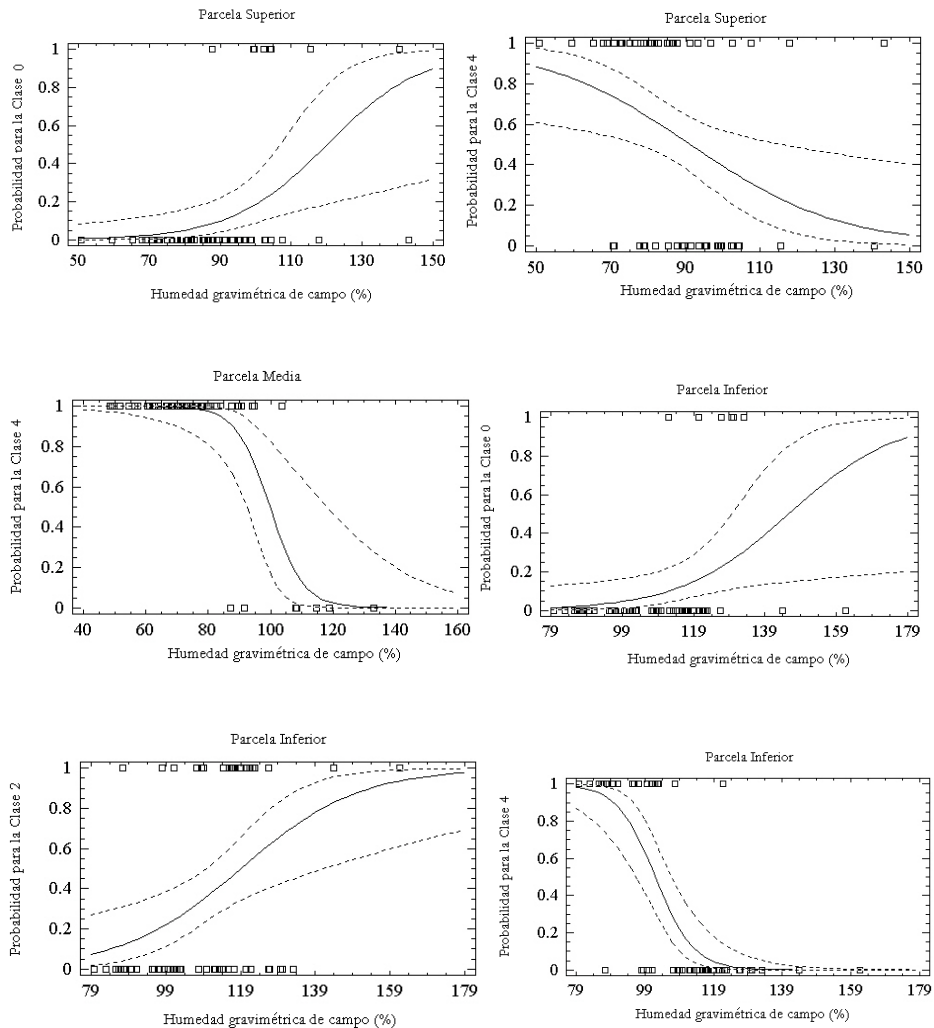 Parcela Superior
Probabilidad para la Clase 0
1
0.8
0.6
0.4
0.2
0
50 70 90 110 130 150
Humedad gravimétrica de campo (%)
Parcela Superior
Probabilidad para la Clase 4
1
0.8
0.6
0.4
0.2
0
50 70 90 110 130 150
Humedad gravimétrica de campo (%)
Parcela Media
Probabilidad para la Clase 4
1
0.8
0.6
0.4
0.2
0
40 60 80 100 120 140 160
Humedad gravimétrica de campo (%)
Parcela Inferior
Probabilidad para la Clase 0
1
0.8
0.6
0.4
0.2
0
79 99 119 139 159 179
Humedad gravimétrica de campo (%)
Parcela Inferior
Probabilidad para la Clase 2
1
0.8
0.6
0.4
0.2
0
79 99 119 139 159 179
Humedad gravimétrica de campo (%)
Parcela Inferior
Probabilidad para la Clase 4
1
0.8
0.6
0.4
0.2
0
79 99 119 139 159 179
Humedad gravimétrica de campo (%)